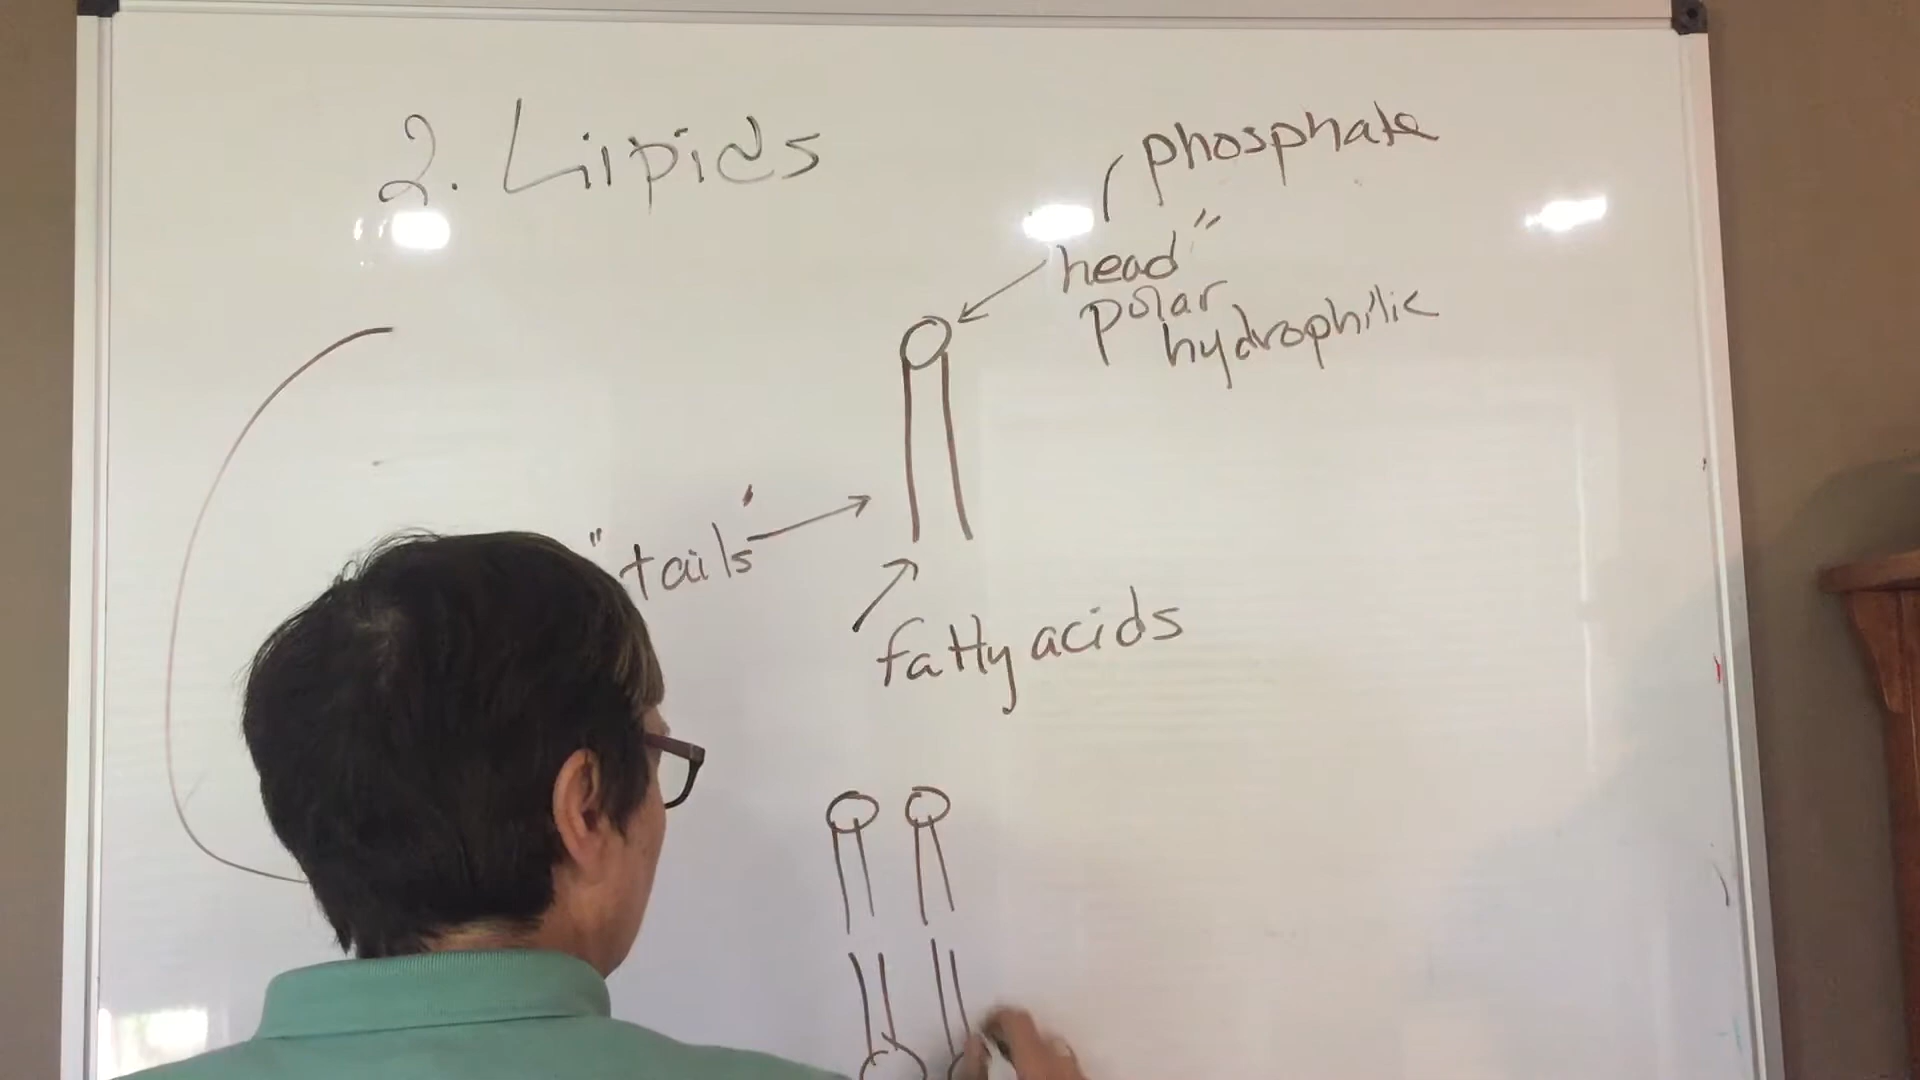 2. Lipids
phosphate
head"
polar
hydrophilic
"tails"
fatty acids